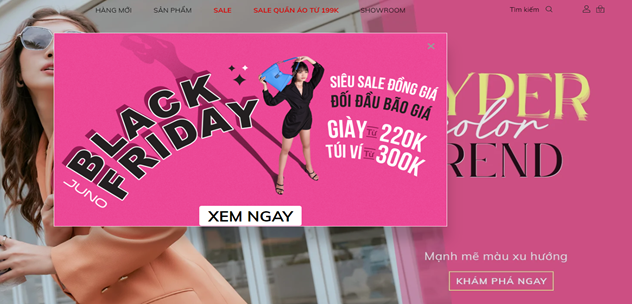 HÀNG MỚI
SẢN PHẨM
SALE
SALE QUẦN ÁO TỪ 199K
SHOWROOM
Tìm kiếm
BLACK
FRIDAY
JUNO
SIÊU SALE ĐỒNG GIÁ
ĐỐI ĐẦU BÃO GIÁ
GIÀY Từ 220K
TÚI VÍ Từ 300K
XEM NGAY
YPER
color
REND
Mạnh mẽ màu xu hướng
KHÁM PHÁ NGAY